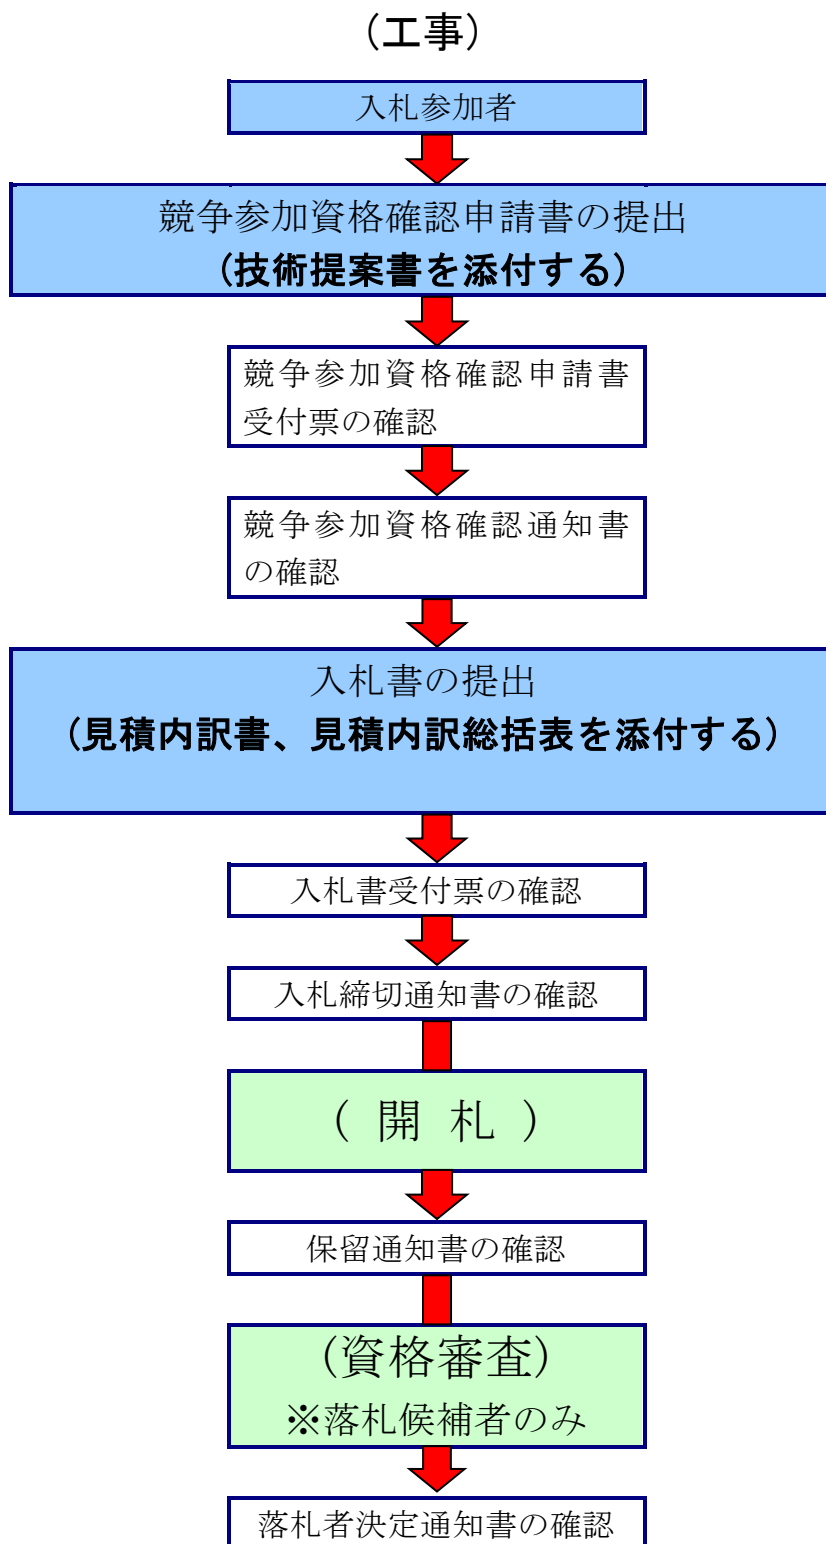 （工事）
入札参加者
競争参加資格確認申請書の提出
（技術提案書を添付する）
競争参加資格確認申請書
受付票の確認
競争参加資格確認通知書
の確認
入札書の提出
（見積内訳書、見積内訳総括表を添付する）
入札書受付票の確認
入札締切通知書の確認
（ 開 札 ）
保留通知書の確認
（資格審査）
※落札候補者のみ
落札者決定通知書の確認